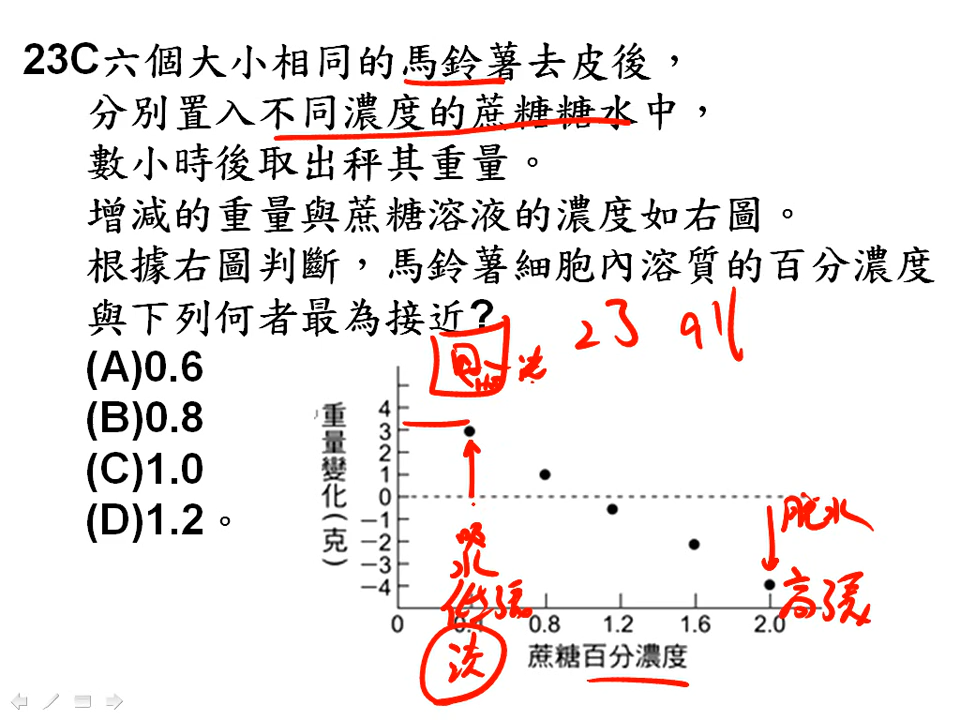 23C六個大小相同的馬鈴薯去皮後，
分別置入不同濃度的蔗糖糖水中，
數小時後取出秤其重量。
增減的重量與蔗糖溶液的濃度如右圖。
根據右圖判斷，馬鈴薯細胞內溶質的百分濃度
與下列何者最為接近?
(A)0.6
(B)0.8
(C)1.0
(D)1.2。
重量變化(克)
4
3
2
1
0
−1
−2
−3
−4
吸水
低張
淡
脫水
高張
0 0.4 0.8 1.2 1.6 2.0
蔗糖百分濃度